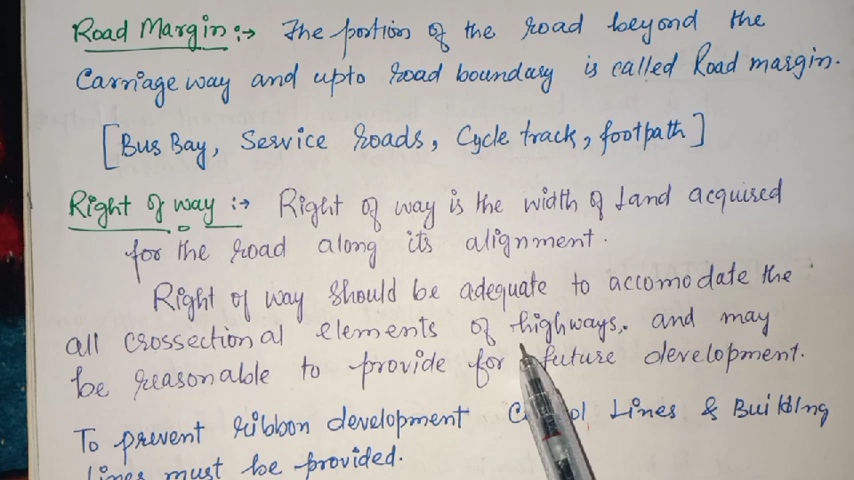 Road Margin :→ The portion of the road beyond the
Carriage way and upto road boundary is called Road margin.
[Bus Bay, Service roads, Cycle track, footpath]
Right of way :→ Right of way is the width of Land acquired
for the road along its alignment.
Right of way should be adequate to accomodate the
all crossectional elements of highways. and may
be reasonable to provide for future development.
To prevent ribbon development Lines & Building
Lines must be provided.